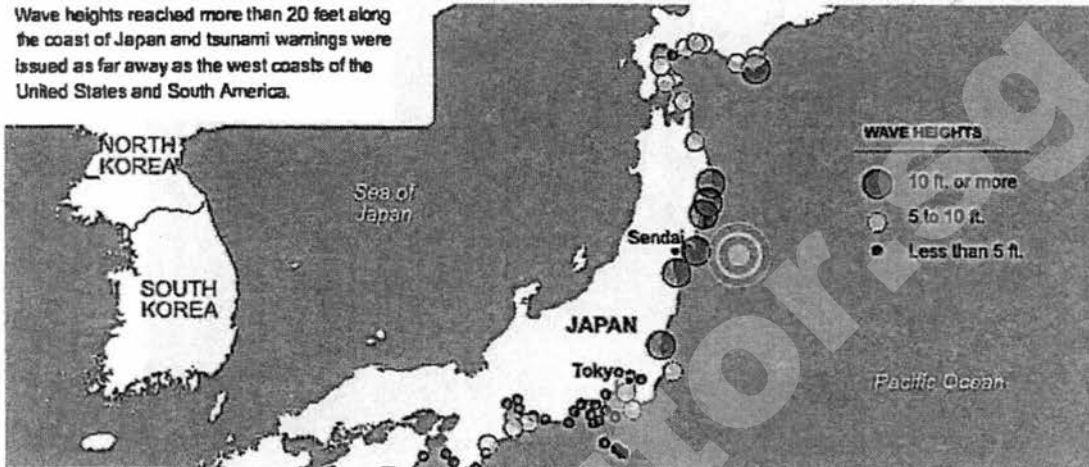 Wave heights reached more than 20 feet along
the coast of Japan and tsunami warnings were
issued as far away as the west coasts of the
United States and South America.
NORTH
KOREA
Sea of
Japan
WAVE HEIGHTS
10 ft. or more
5 to 10 ft.
Less than 5 ft.
Sendai
SOUTH
KOREA
JAPAN
Tokyo
Pacific Ocean